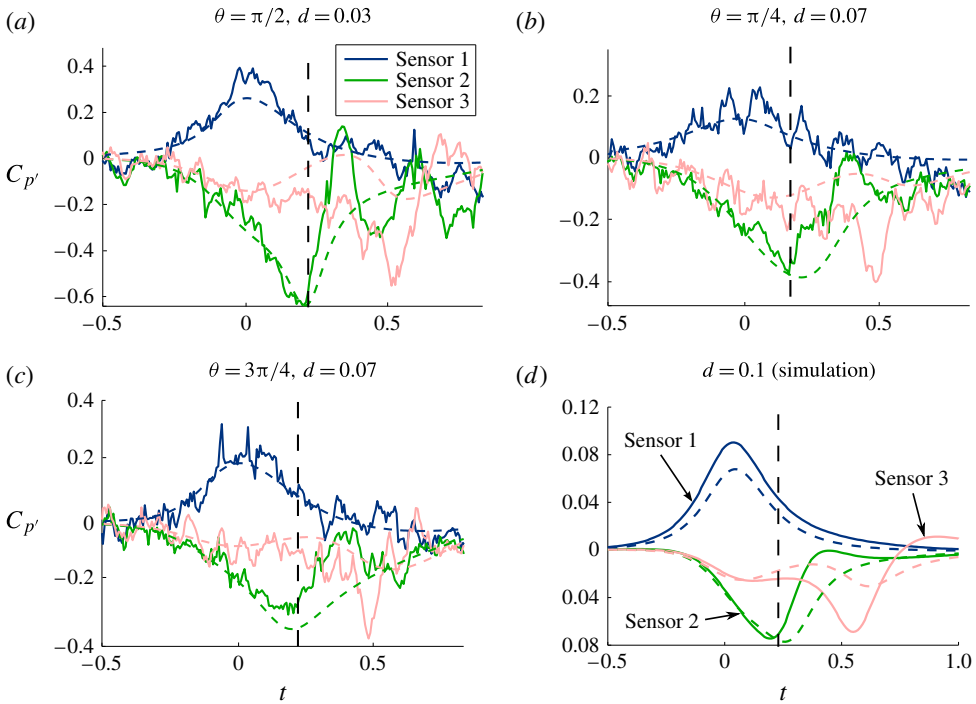 (a)
θ = π/2, d = 0.03
0.4
0.2
0
−0.2
−0.4
−0.6
Cp′
−0.5
0
0.5
Sensor 1
Sensor 2
Sensor 3
(b)
θ = π/4, d = 0.07
0.2
0
−0.2
−0.4
−0.5
0
0.5
(c)
θ = 3π/4, d = 0.07
0.4
0.2
0
−0.2
−0.4
Cp′
−0.5
0
0.5
t
(d)
d = 0.1 (simulation)
0.12
0.08
0.04
0
0.04
0.08
Sensor 1
Sensor 2
Sensor 3
−0.5
0
0.5
1.0
t